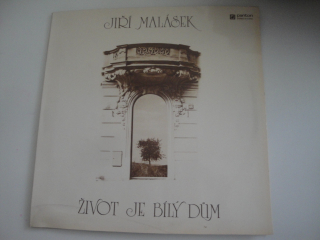 JIŘÍ MALÁSEK
ŽIVOT JE BÍLÝ DŮM